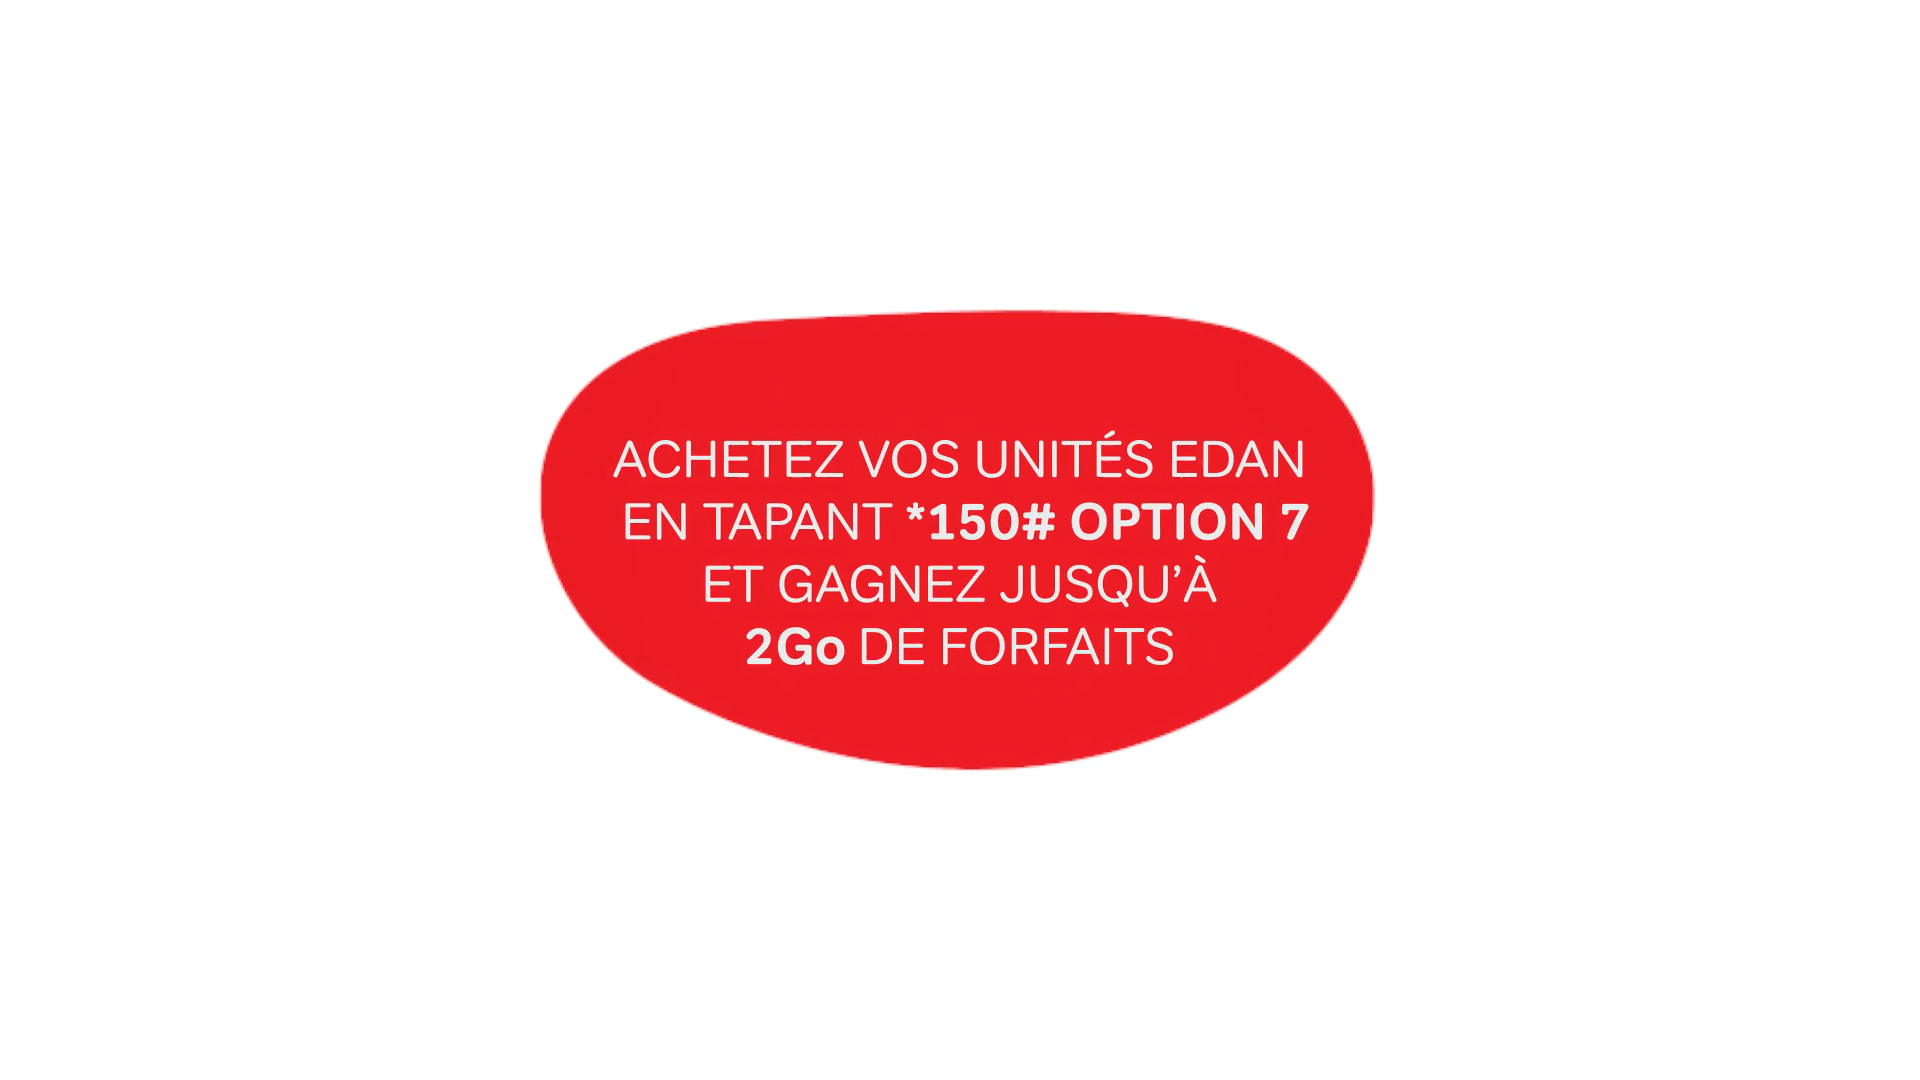 ACHETEZ VOS UNITÉS EDAN
EN TAPANT *150# OPTION 7
ET GAGNEZ JUSQU’À
2Go DE FORFAITS